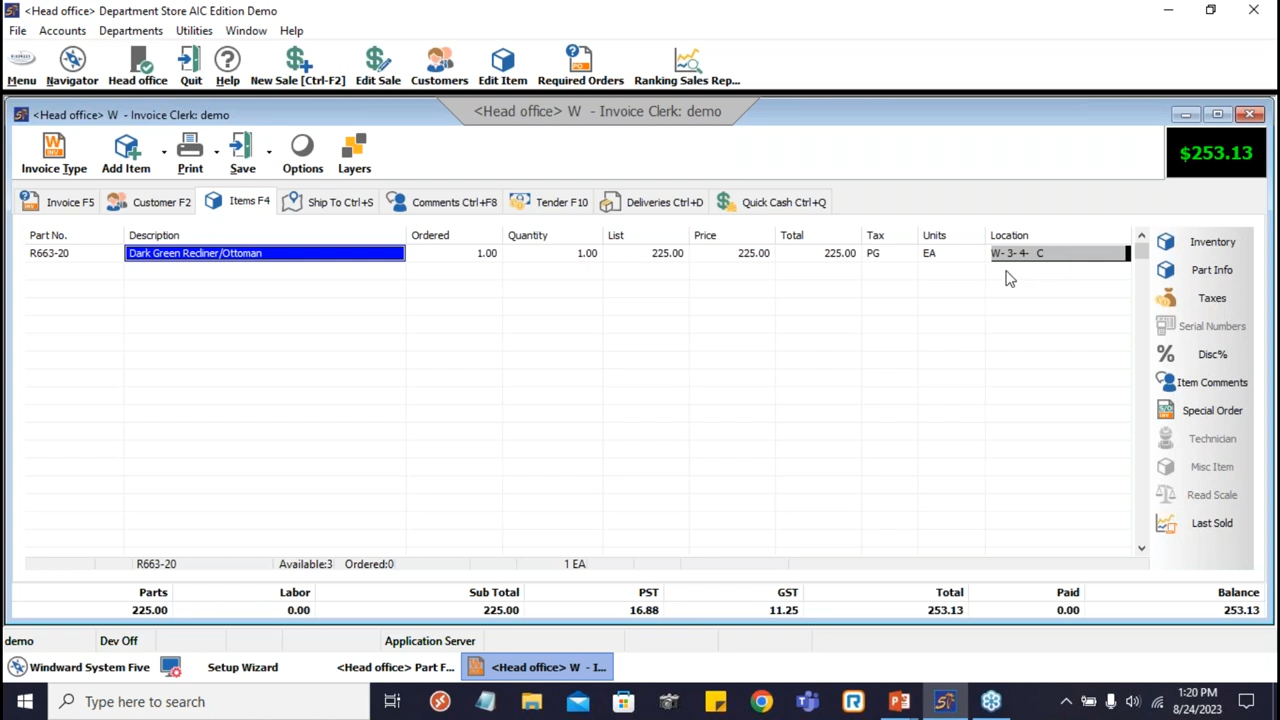 <Head office> Department Store AIC Edition Demo
File Accounts Departments Utilities Window Help
Menu Navigator Head office Quit Help New Sale [Ctrl-F2] Edit Sale Customers Edit Item Required Orders Ranking Sales Rep...
<Head office> W - Invoice Clerk: demo
<Head office> W - Invoice Clerk: demo
Invoice Type Add Item Print Save Options Layers
$253.13
Invoice F5 Customer F2 Items F4 Ship To Ctrl+S Comments Ctrl+F8 Tender F10 Deliveries Ctrl+D Quick Cash Ctrl+Q
Part No. Description Ordered Quantity List Price Total Tax Units Location
R663-20 Dark Green Recliner/Ottoman 1.00 1.00 225.00 225.00 225.00 PG EA W- 3- 4- C
Inventory
Part Info
Taxes
Serial Numbers
Disc%
Item Comments
Special Order
Technician
Misc Item
Read Scale
Last Sold
R663-20 Available:3 Ordered:0 1 EA
Parts Labor Sub Total PST GST Total Paid Balance
225.00 0.00 225.00 16.88 11.25 253.13 0.00 253.13
demo Dev Off Application Server
Windward System Five Setup Wizard <Head office> Part F... <Head office> W - I...
Type here to search
1:20 PM
8/24/2023